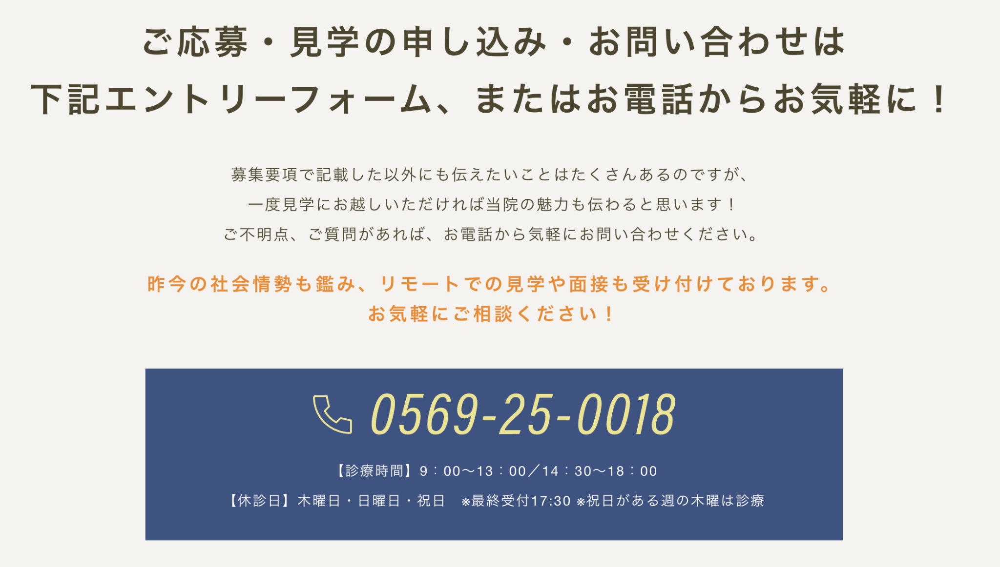 ご応募・見学の申し込み・お問い合わせは
下記エントリーフォーム、またはお電話からお気軽に！
募集要項で記載した以外にも伝えたいことはたくさんあるのですが、
一度見学にお越しいただければ当院の魅力も伝わると思います！
ご不明点、ご質問があれば、お電話から気軽にお問い合わせください。
昨今の社会情勢も鑑み、リモートでの見学や面接も受け付けております。
お気軽にご相談ください！
0569-25-0018
【診療時間】9：00〜13：00／14：30〜18：00
【休診日】木曜日・日曜日・祝日　※最終受付17:30 ※祝日がある週の木曜は診療